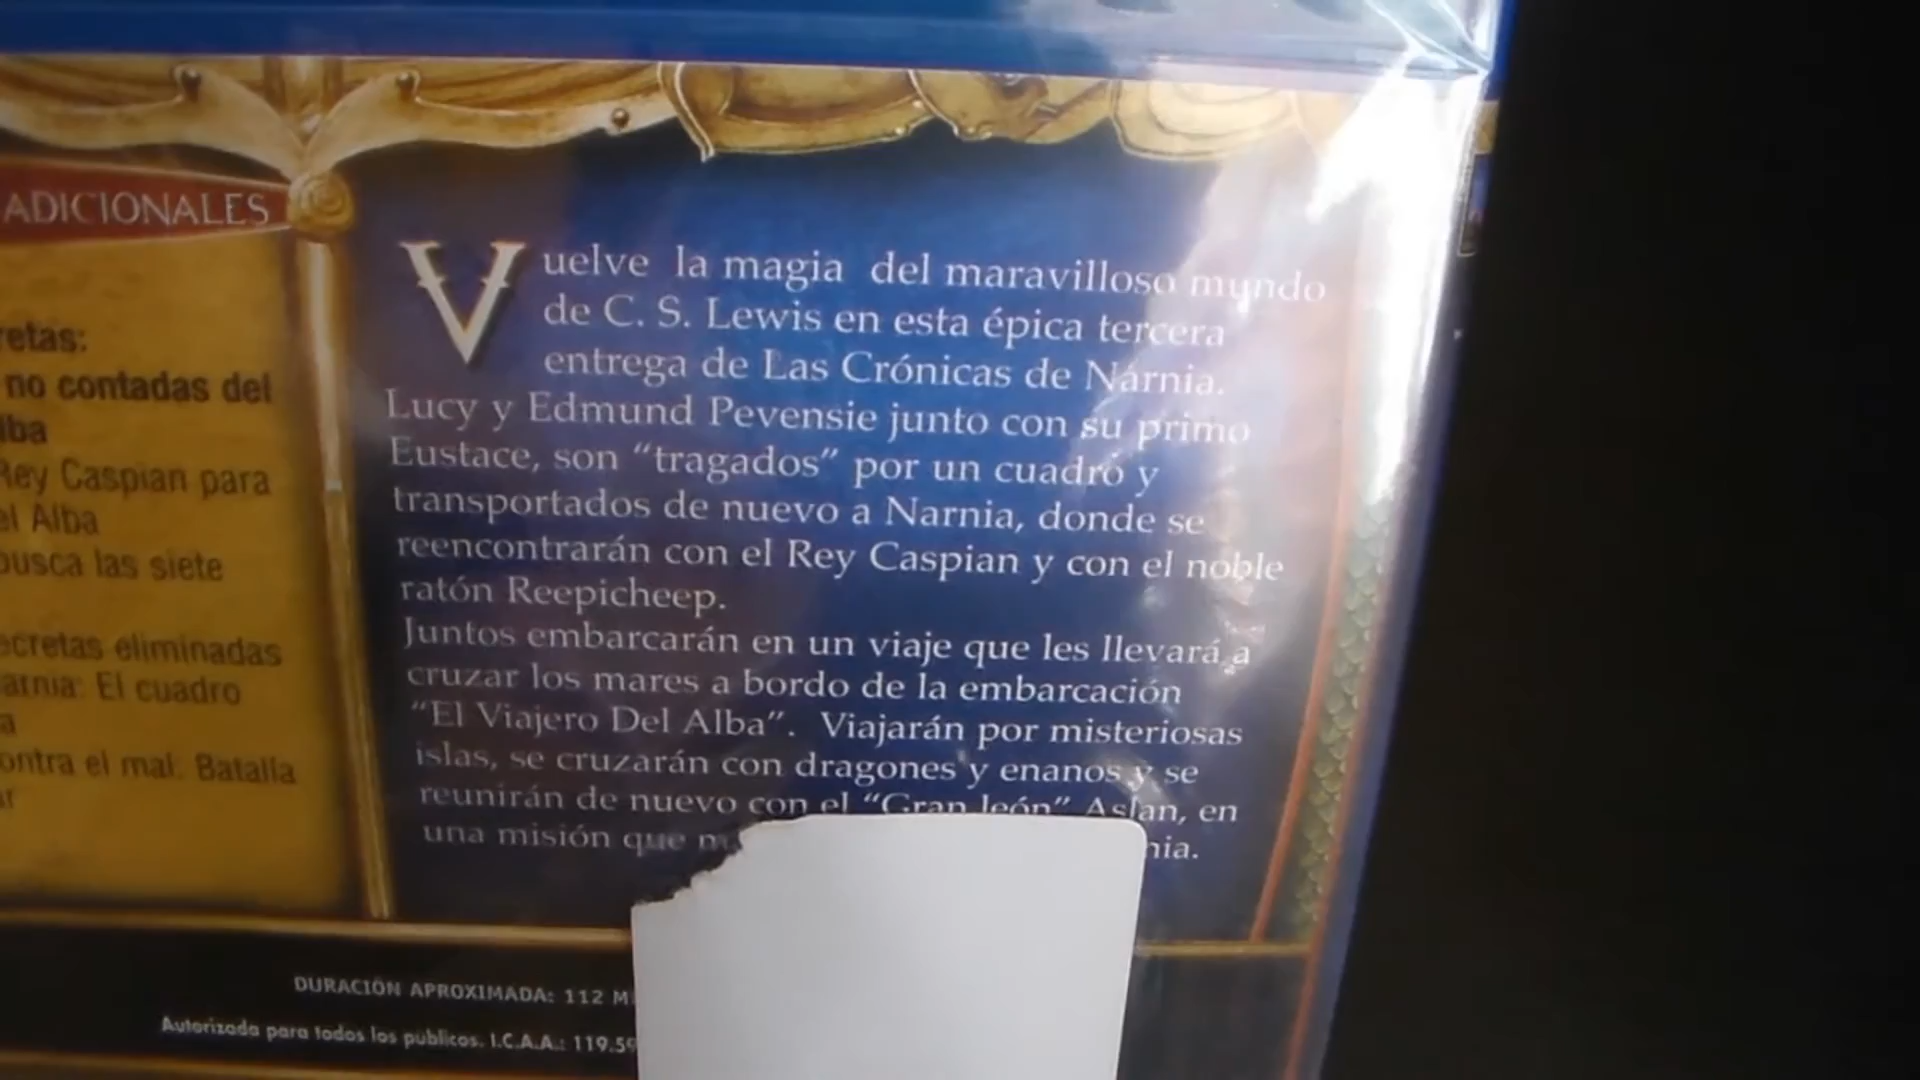 ADICIONALES
retas:
no contadas del
lba
Rey Caspian para
el Alba
busca las siete
ecretas eliminadas
arnia: El cuadro
a
ontra el mal: Batalla
ar
Vuelve la magia del maravilloso mundo
de C. S. Lewis en esta épica tercera
entrega de Las Crónicas de Narnia.
Lucy y Edmund Pevensie junto con su primo
Eustace, son “tragados” por un cuadro y
transportados de nuevo a Narnia, donde se
reencontrarán con el Rey Caspian y con el noble
ratón Reepicheep.
Juntos embarcarán en un viaje que les llevará a
cruzar los mares a bordo de la embarcación
“El Viajero Del Alba”. Viajarán por misteriosas
islas, se cruzarán con dragones y enanos y se
reunirán de nuevo con el “Gran león” Aslan, en
una misión que nia.
DURACIÓN APROXIMADA: 112 M
Autorizada para todos los públicos. I.C.A.A.: 119.59